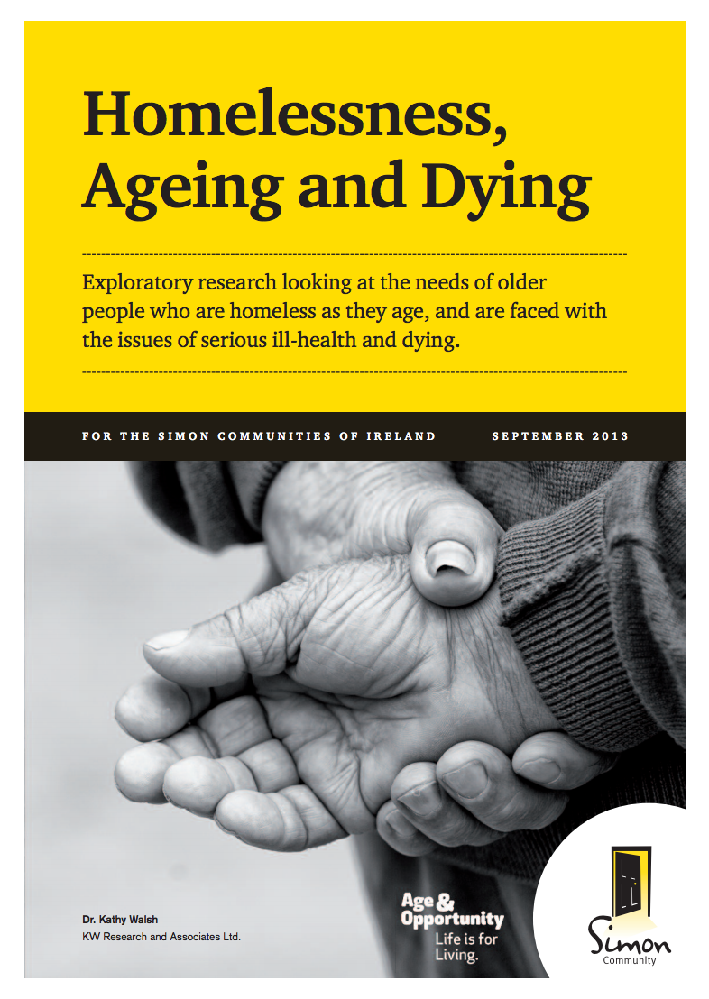 Homelessness,
Ageing and Dying
Exploratory research looking at the needs of older
people who are homeless as they age, and are faced with
the issues of serious ill-health and dying.
FOR THE SIMON COMMUNITIES OF IRELAND SEPTEMBER 2013
Dr. Kathy Walsh
KW Research and Associates Ltd.
Age &
Opportunity
Life is for
Living.
Simon
Community